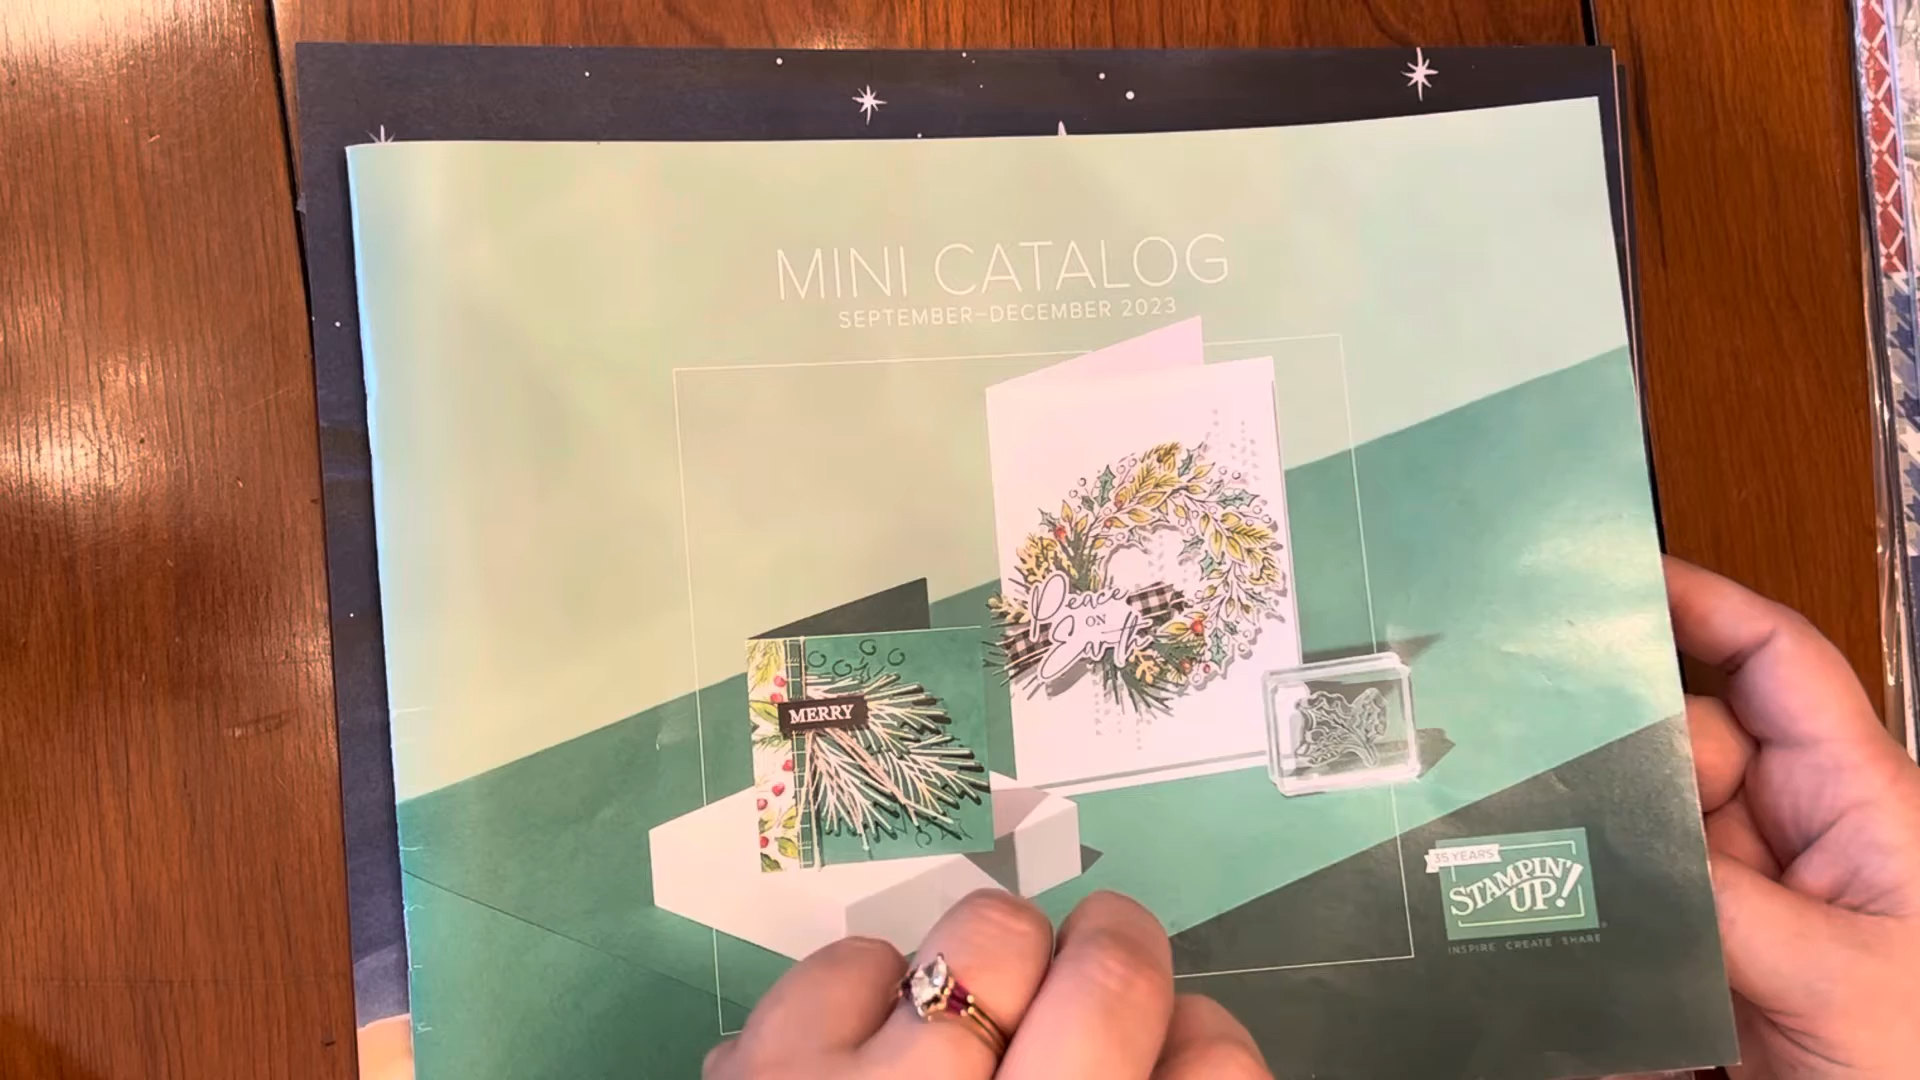 MINI CATALOG
SEPTEMBER–DECEMBER 2023
Peace
ON
Earth
MERRY
35 YEARS
STAMPIN'
UP!
INSPIRE CREATE SHARE